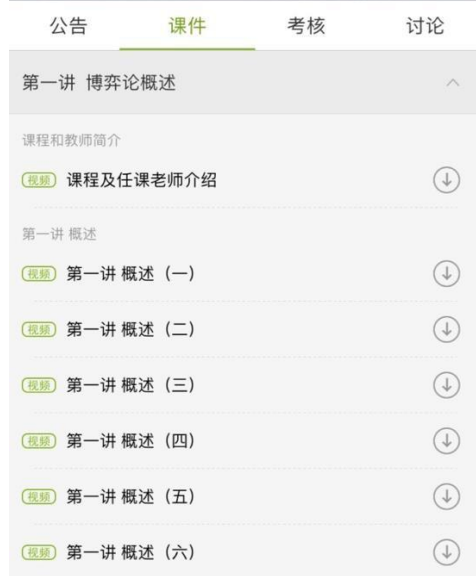 公告 课件 考核 讨论
第一讲 博弈论概述
课程和教师简介
视频 课程及任课老师介绍
第一讲 概述
视频 第一讲 概述（一）
视频 第一讲 概述（二）
视频 第一讲 概述（三）
视频 第一讲 概述（四）
视频 第一讲 概述（五）
视频 第一讲 概述（六）